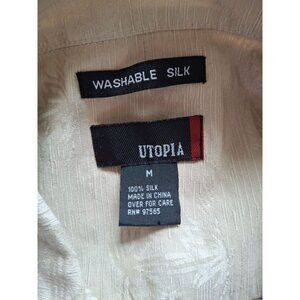 WASHABLE SILK
UTOPIA
M
100% SILK
MADE IN CHINA
OVER FOR CARE
RN# 97565